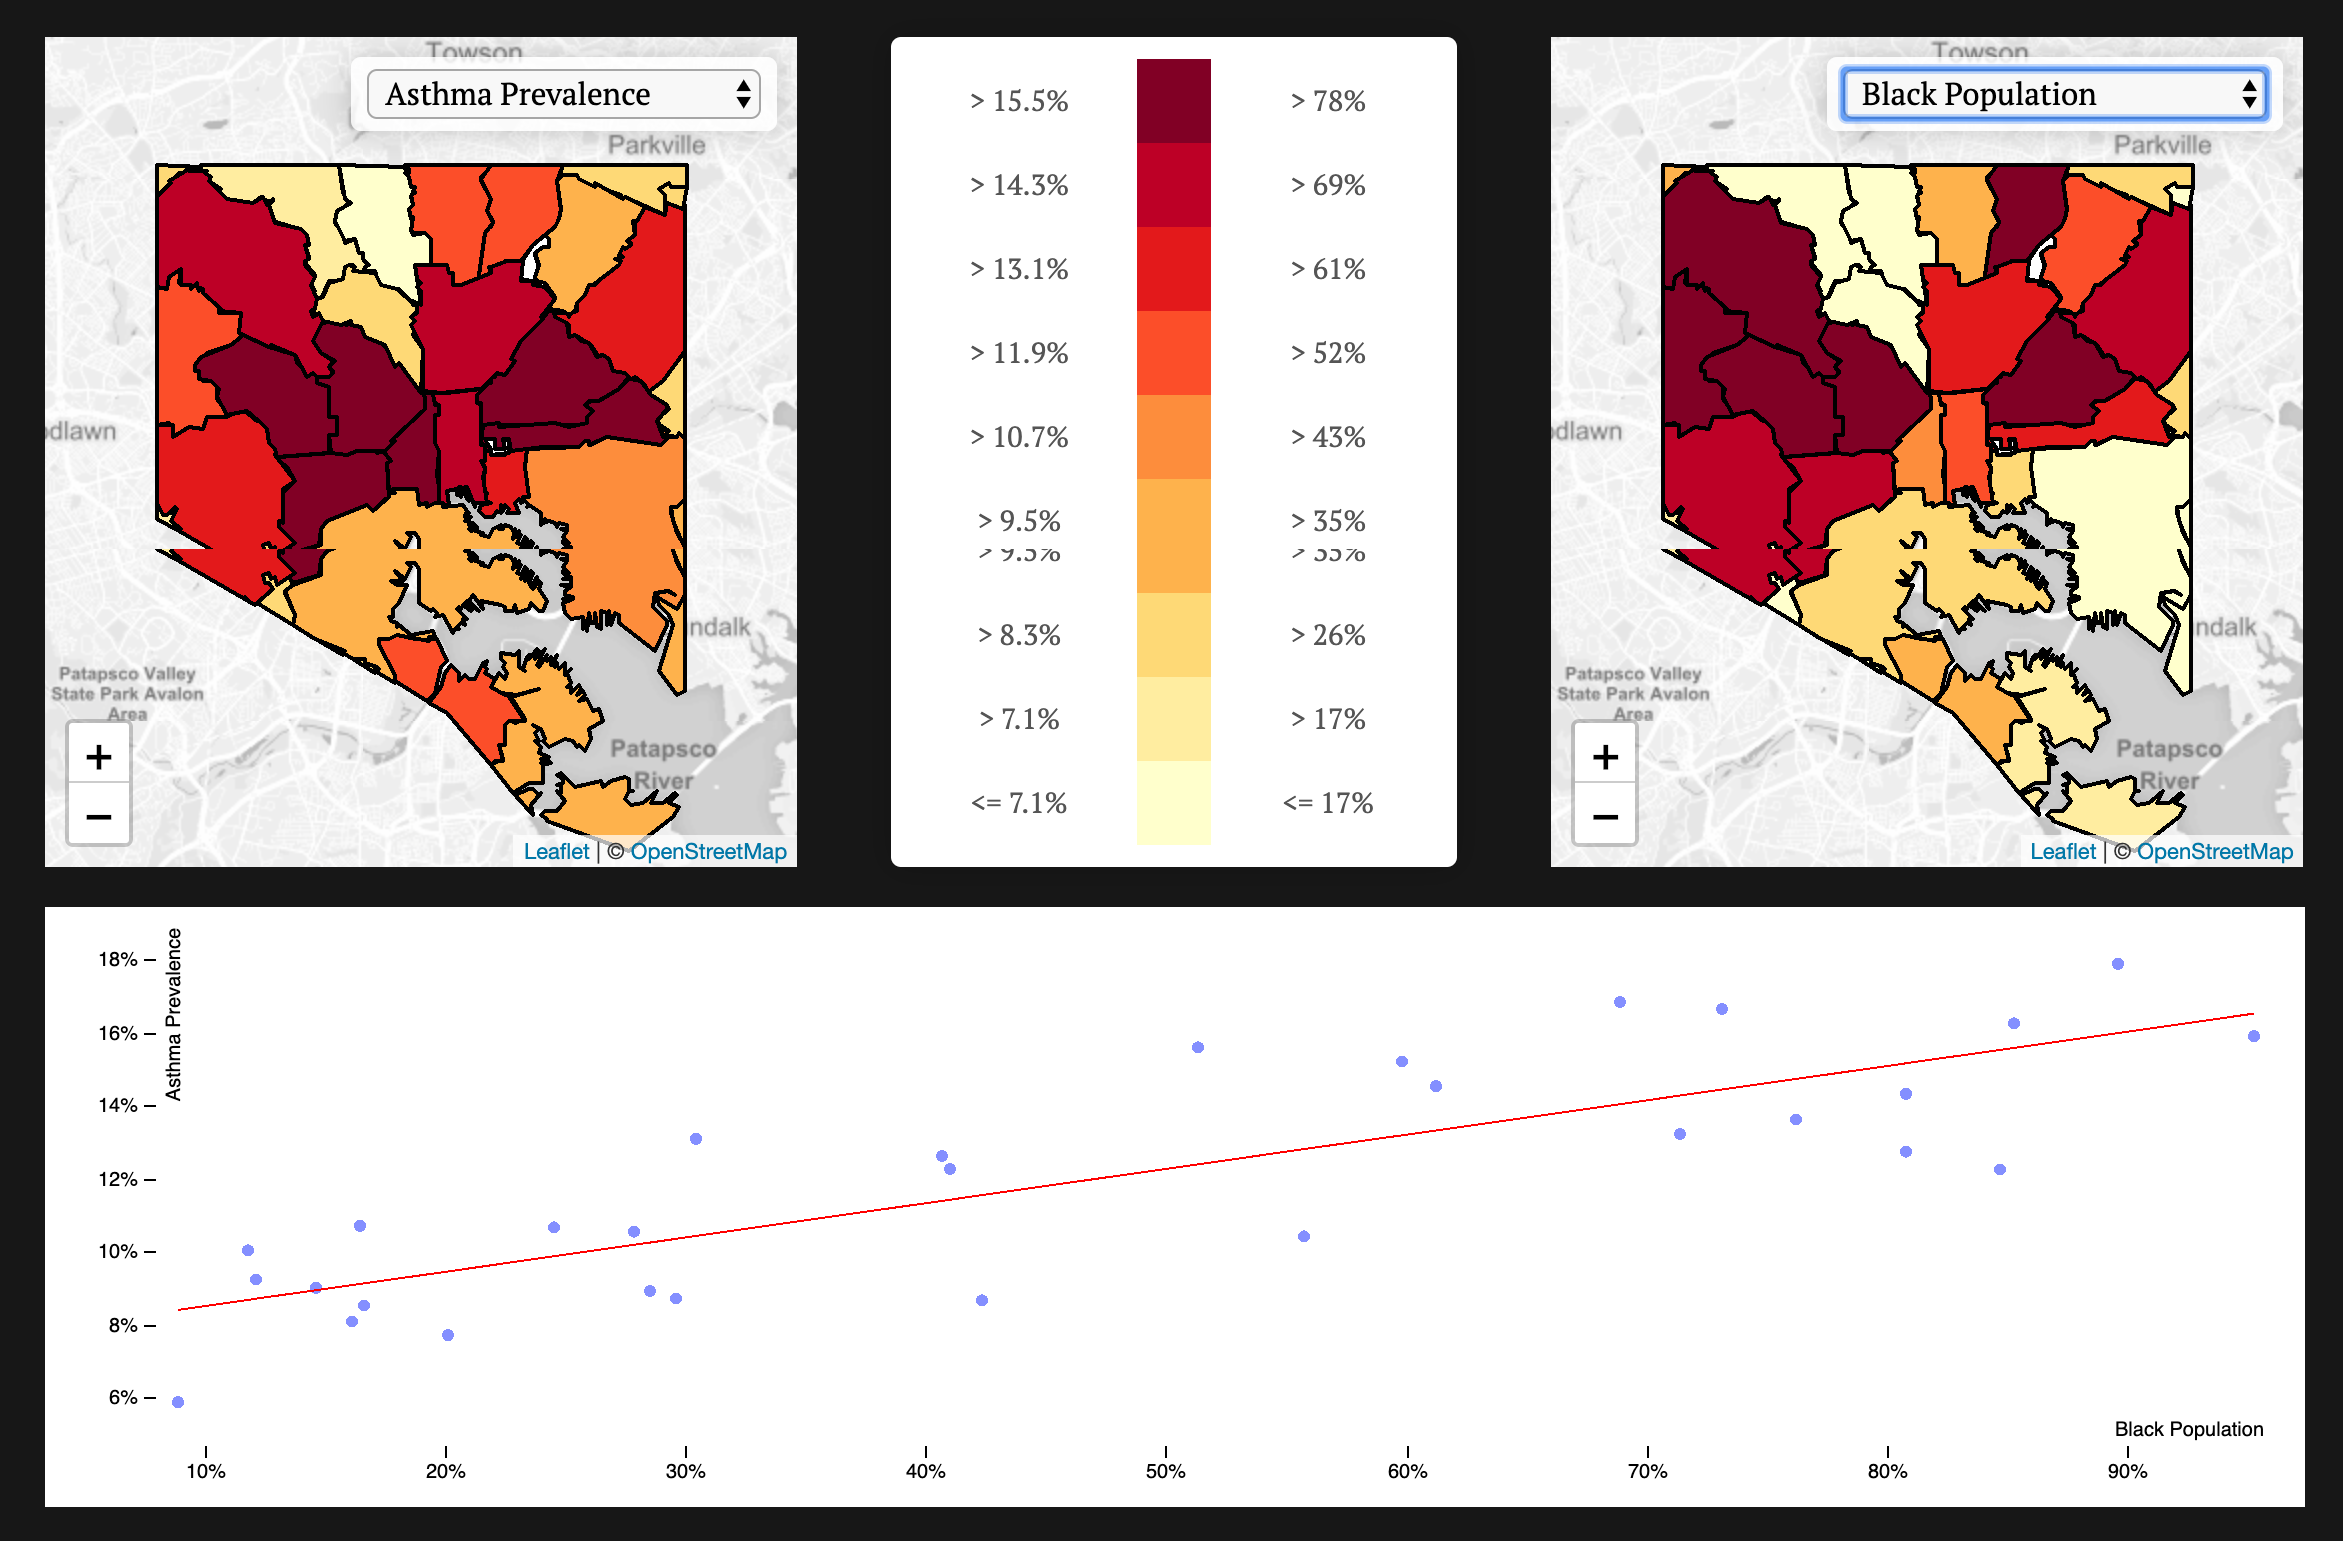 Towson
Asthma Prevalence
Parkville
dlawn
ndalk
Patapsco Valley
State Park Avalon
Area
Patapsco
River
+
−
Leaflet | © OpenStreetMap
> 15.5% > 78%
> 14.3% > 69%
> 13.1% > 61%
> 11.9% > 52%
> 10.7% > 43%
> 9.5% > 35%
> 9.5% > 35%
> 8.3% > 26%
> 7.1% > 17%
<= 7.1% <= 17%
Towson
Black Population
Parkville
dlawn
ndalk
Patapsco Valley
State Park Avalon
Area
Patapsco
River
+
−
Leaflet | © OpenStreetMap
Asthma Prevalence
18%
16%
14%
12%
10%
8%
6%
Black Population
10% 20% 30% 40% 50% 60% 70% 80% 90%